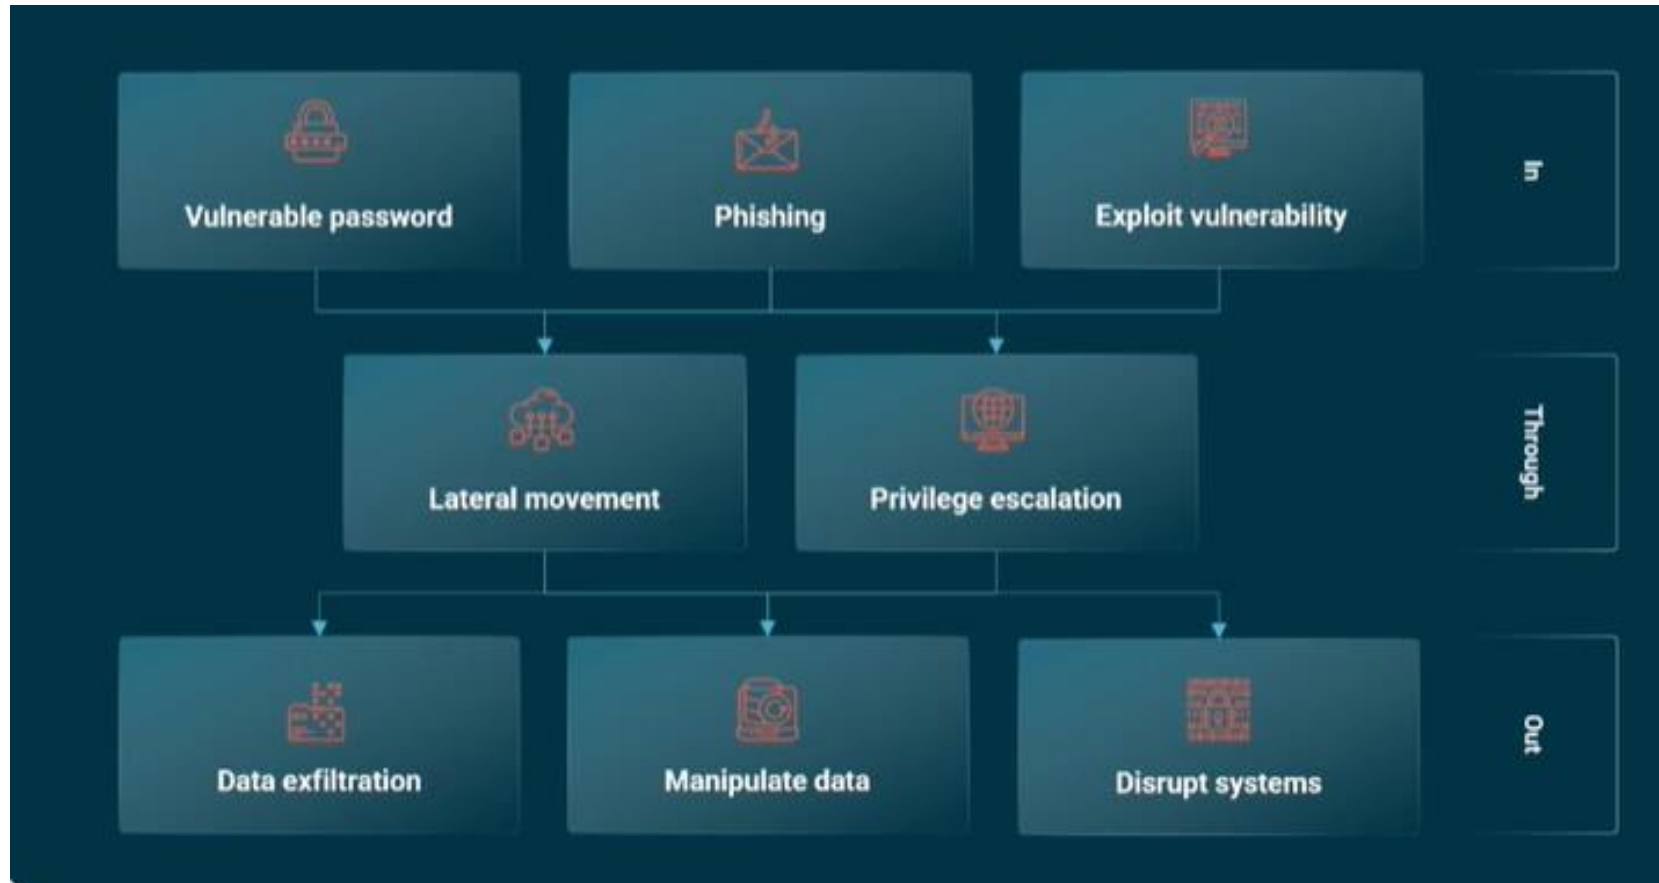 Vulnerable password
Phishing
Exploit vulnerability
In
Lateral movement
Privilege escalation
Through
Data exfiltration
Manipulate data
Disrupt systems
Out